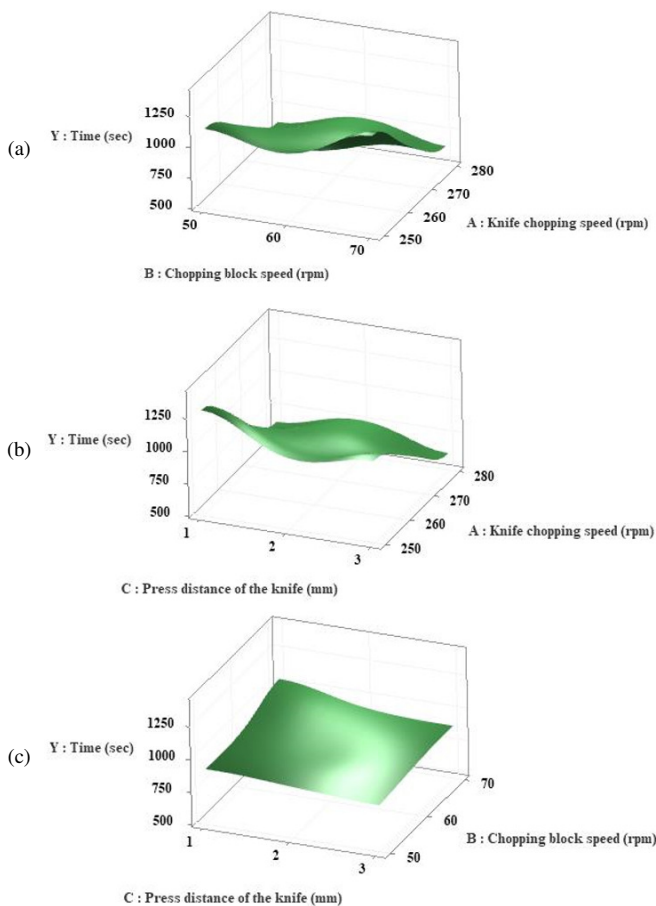 (a)
Y : Time (sec)
1250
1000
750
500
50
60
70
250
260
270
280
A : Knife chopping speed (rpm)
B : Chopping block speed (rpm)
(b)
Y : Time (sec)
1250
1000
750
500
1
2
3
250
260
270
280
A : Knife chopping speed (rpm)
C : Press distance of the knife (mm)
(c)
Y : Time (sec)
1250
1000
750
500
1
2
3
50
60
70
B : Chopping block speed (rpm)
C : Press distance of the knife (mm)